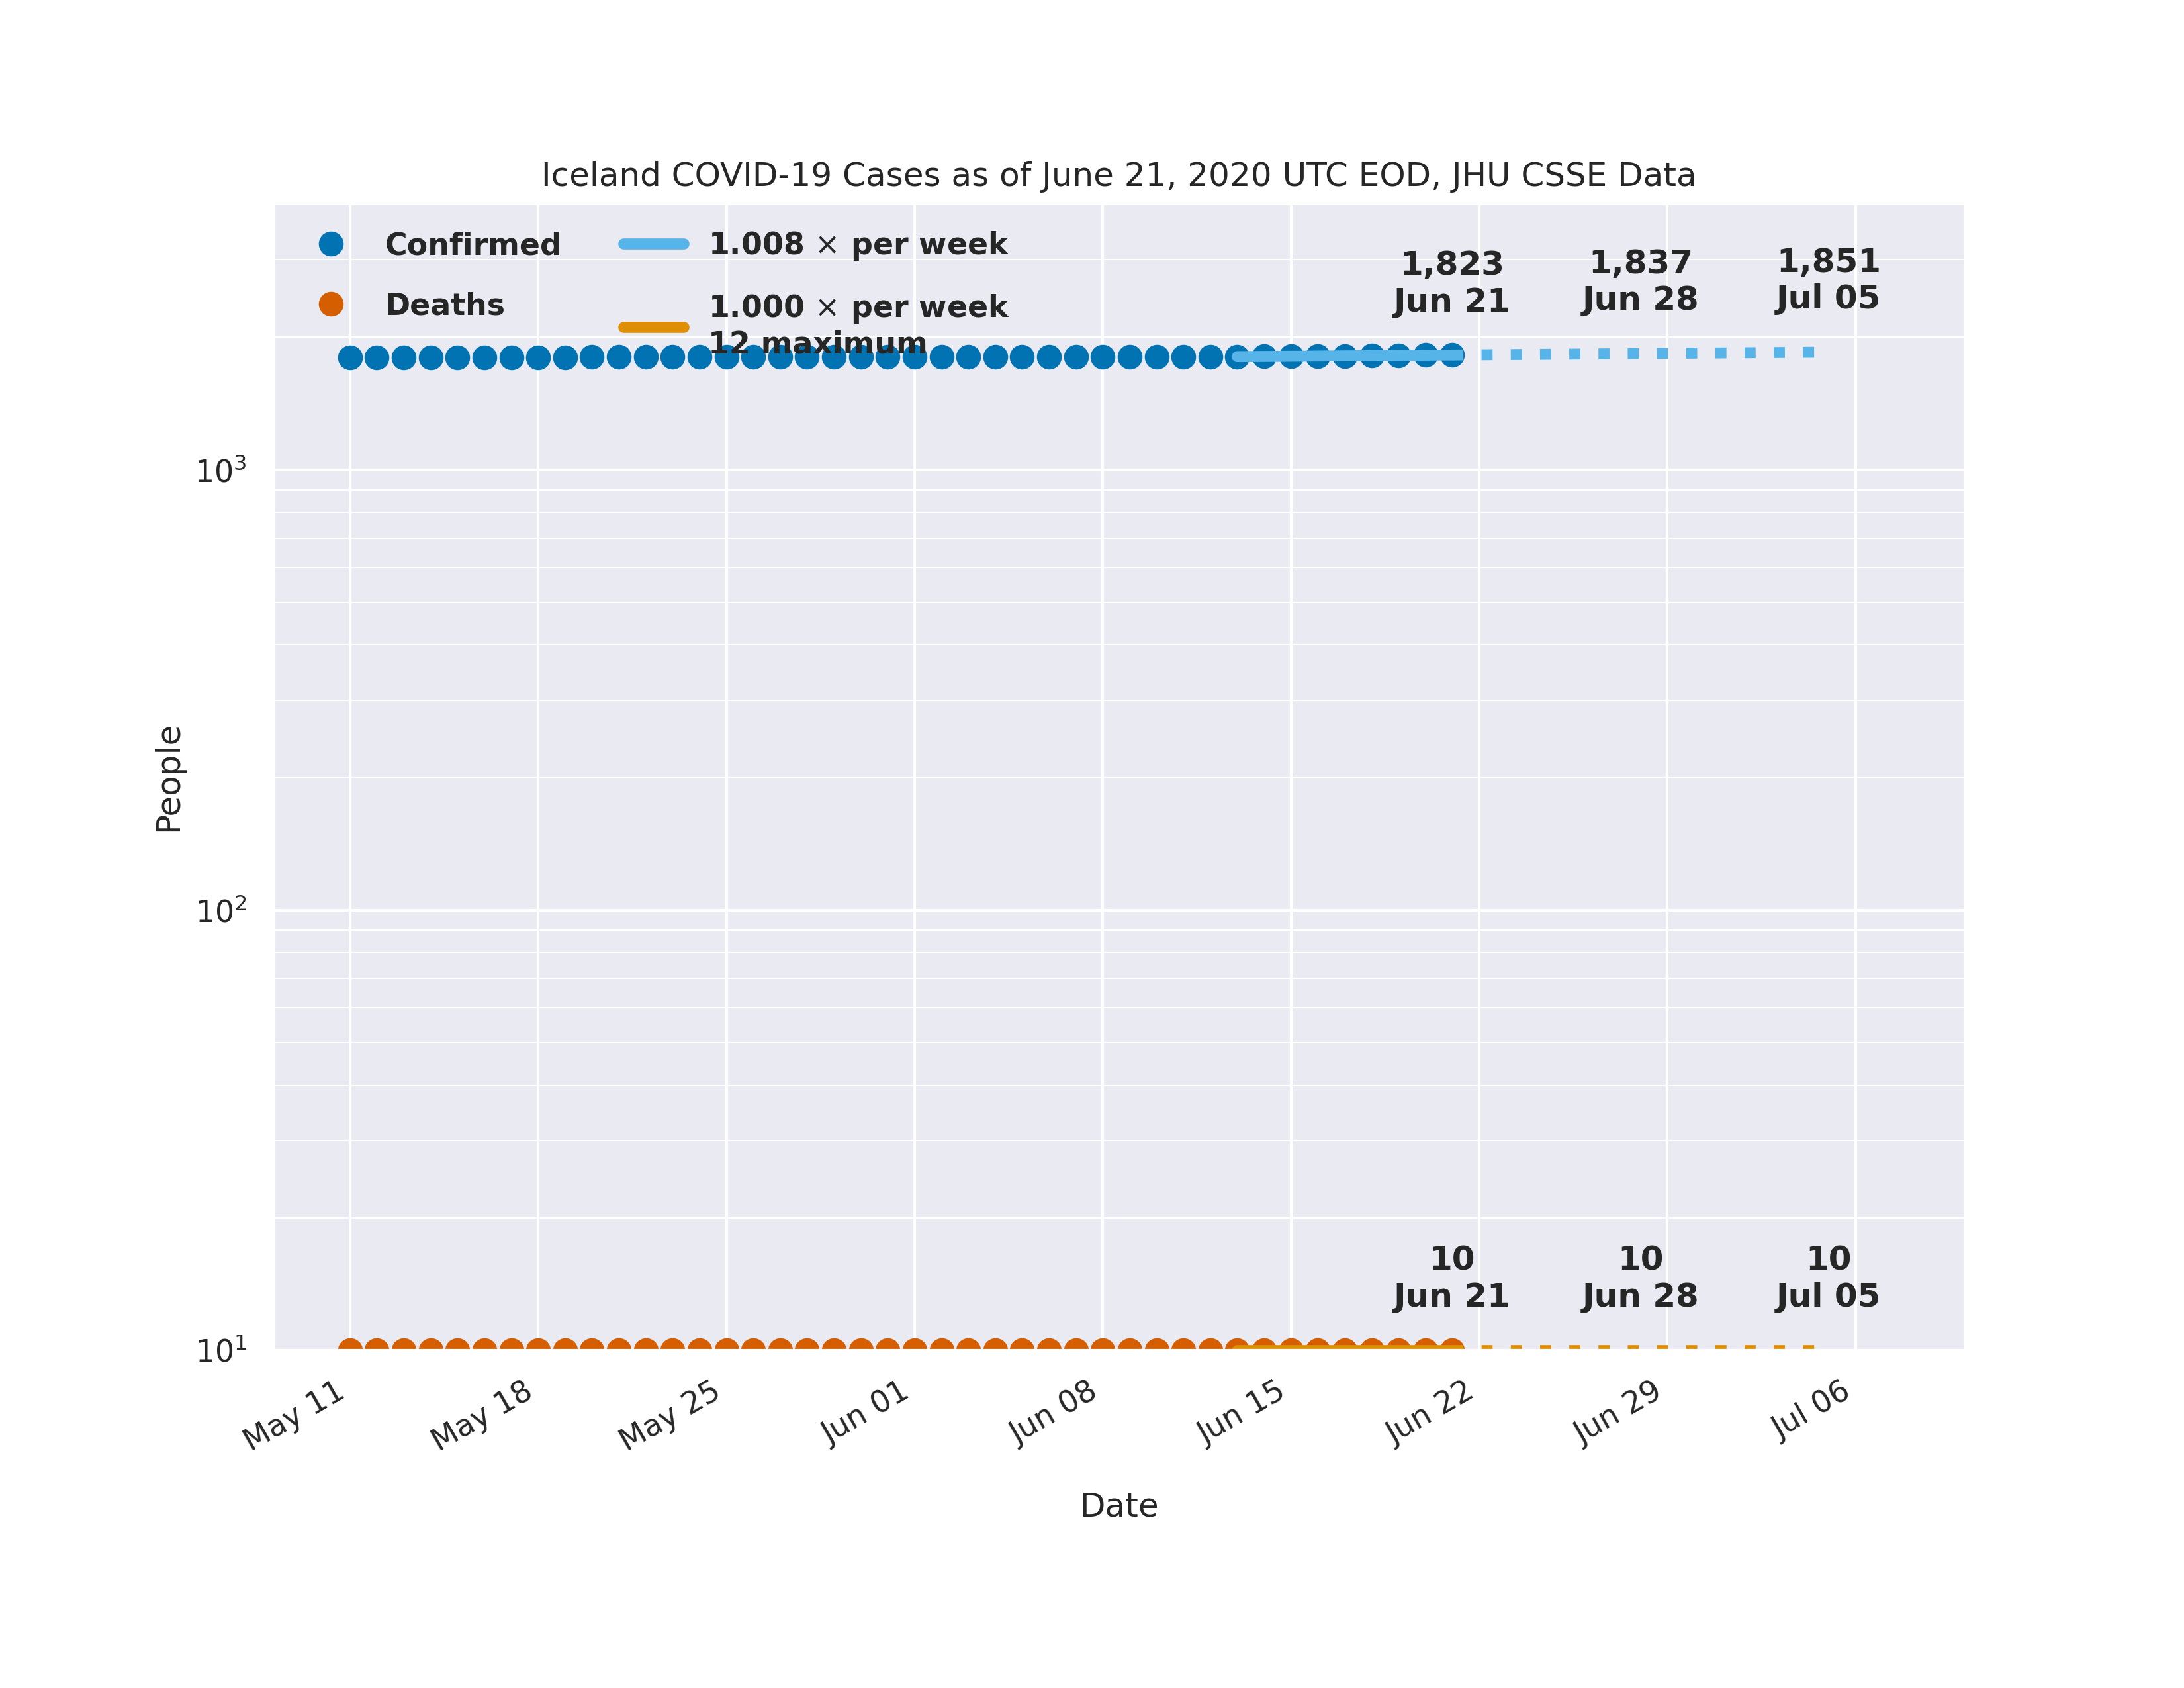 Iceland COVID-19 Cases as of June 21, 2020 UTC EOD, JHU CSSE Data
Confirmed
Deaths
1.008 × per week
1.000 × per week
12 maximum
1,823
Jun 21
1,837
Jun 28
1,851
Jul 05
10³
10²
10¹
People
10
Jun 21
10
Jun 28
10
Jul 05
May 11
May 18
May 25
Jun 01
Jun 08
Jun 15
Jun 22
Jun 29
Jul 06
Date